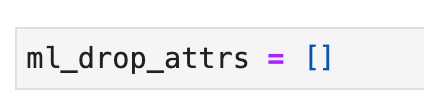 ml_drop_attrs = []